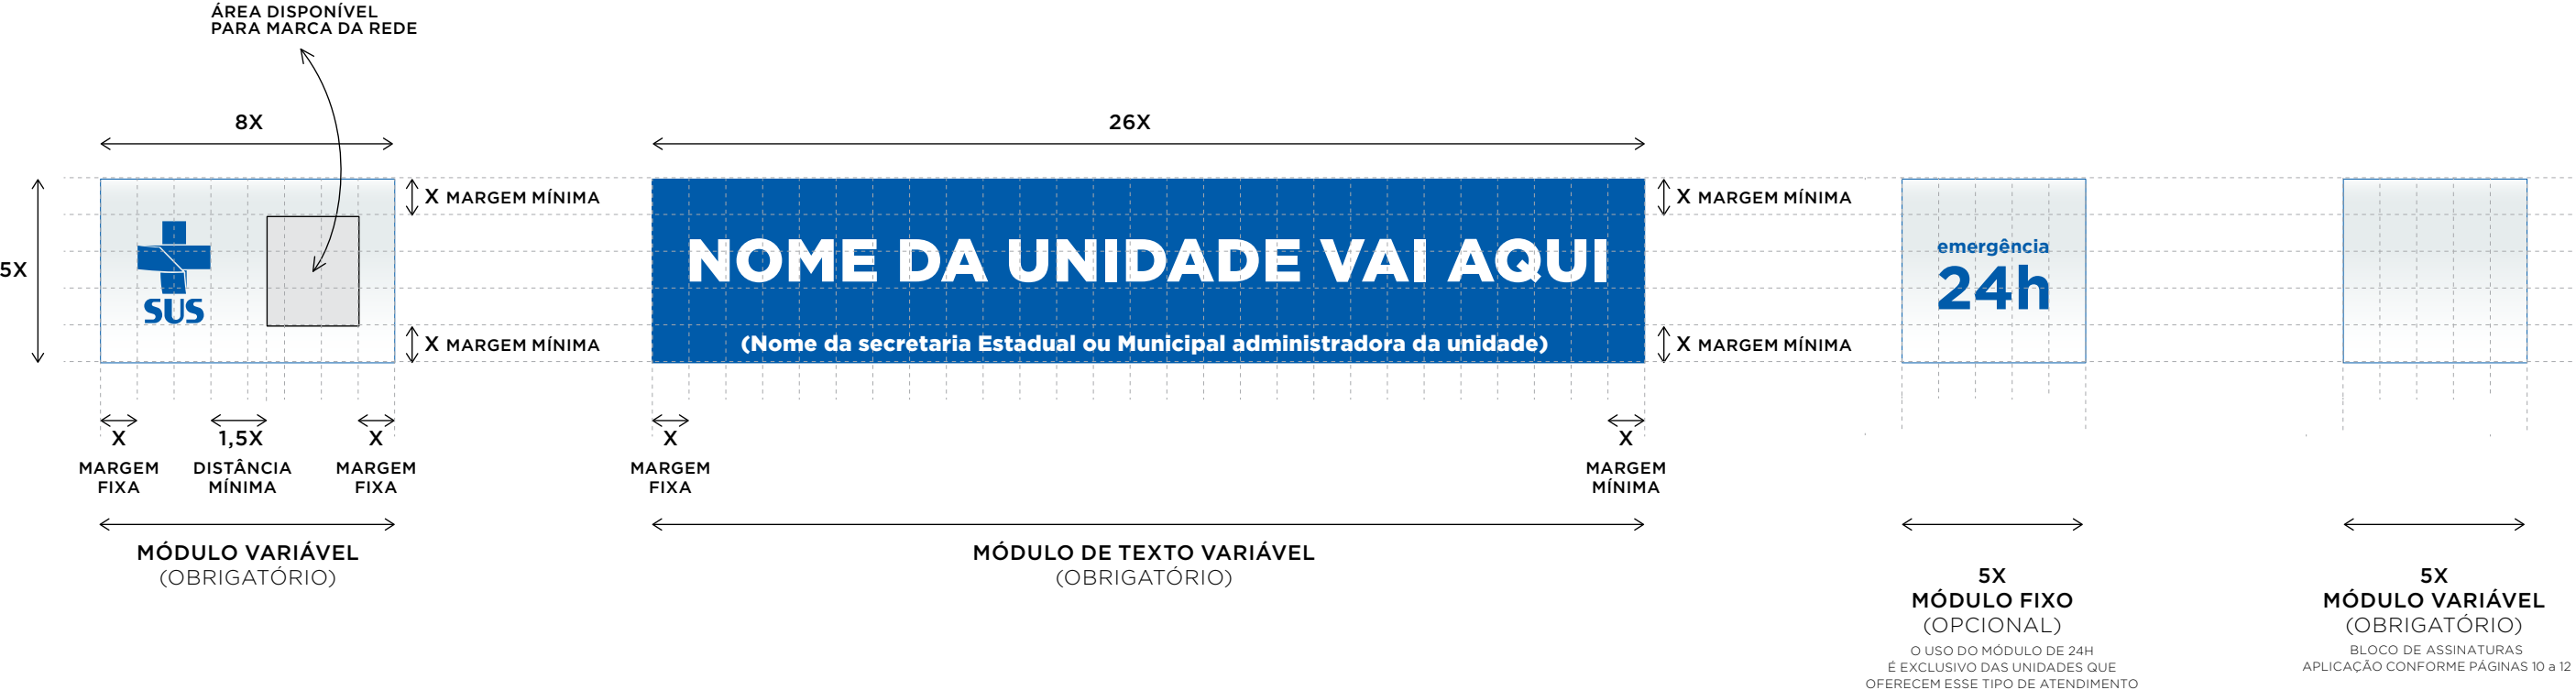 ÁREA DISPONÍVEL
PARA MARCA DA REDE
8X
26X
5X
X MARGEM MÍNIMA
X MARGEM MÍNIMA
SUS
X
MARGEM
FIXA
1,5X
DISTÂNCIA
MÍNIMA
X
MARGEM
FIXA
MÓDULO VARIÁVEL
(OBRIGATÓRIO)
NOME DA UNIDADE VAI AQUI
(Nome da secretaria Estadual ou Municipal administradora da unidade)
X MARGEM MÍNIMA
X MARGEM MÍNIMA
X
MARGEM
FIXA
X
MARGEM
MÍNIMA
MÓDULO DE TEXTO VARIÁVEL
(OBRIGATÓRIO)
emergência
24h
5X
MÓDULO FIXO
(OPCIONAL)
O USO DO MÓDULO DE 24H
É EXCLUSIVO DAS UNIDADES QUE
OFERECEM ESSE TIPO DE ATENDIMENTO
5X
MÓDULO VARIÁVEL
(OBRIGATÓRIO)
BLOCO DE ASSINATURAS
APLICAÇÃO CONFORME PÁGINAS 10 a 12